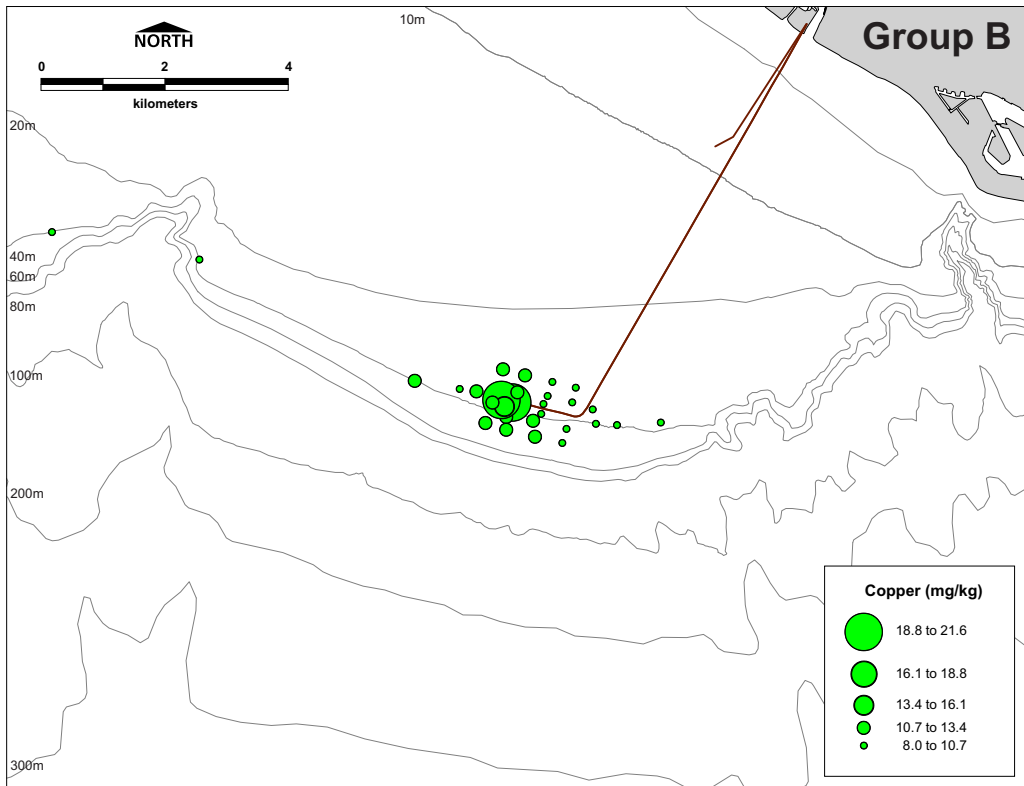 10m
Group B
NORTH
0 2 4
kilometers
20m
40m
60m
80m
100m
200m
300m
Copper (mg/kg)
18.8 to 21.6
16.1 to 18.8
13.4 to 16.1
10.7 to 13.4
8.0 to 10.7